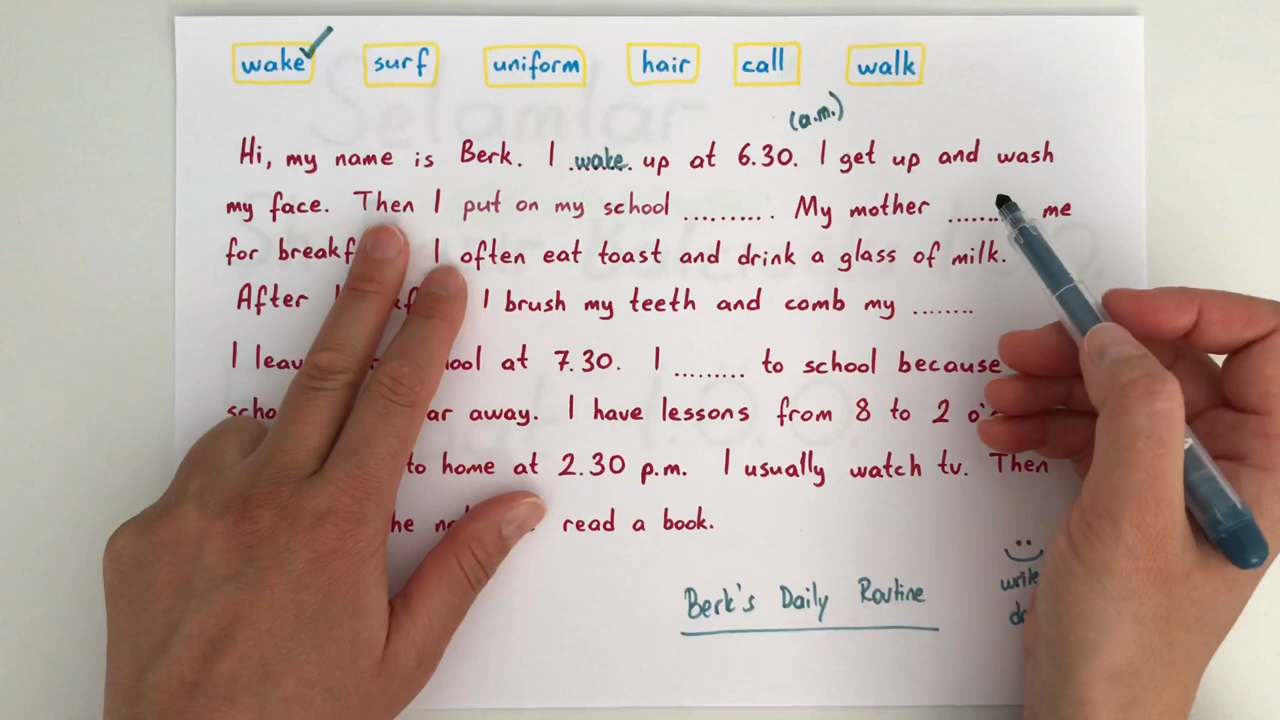 wake surf uniform hair call walk
(a.m.)
Hi, my name is Berk. I .wake. up at 6.30. I get up and wash
my face. Then I put on my school .......... My mother ....... me
for I often eat toast and drink a glass of milk.
After I brush my teeth and comb my .......
I at 7.30. I ......... to school because
away. I have lessons from 8 to 2
to home at 2.30 p.m. I usually watch tv. Then
read a book.
Berk's Daily Routine